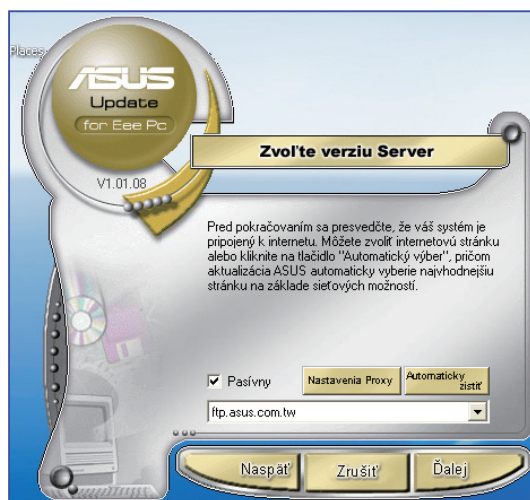 Places
ASUS
Update
for Eee Pc
V1.01.08
Zvoľte verziu Server
Pred pokračovaním sa presvedčte, že váš systém je
pripojený k internetu. Môžete zvoliť internetovú stránku
alebo kliknite na tlačidlo "Automatický výber", pričom
aktualizácia ASUS automaticky vyberie najvhodnejšiu
stránku na základe sieťových možností.
Pasívny
Nastavenia Proxy
Automaticky
zistiť
ftp.asus.com.tw
Naspäť
Zrušiť
Ďalej